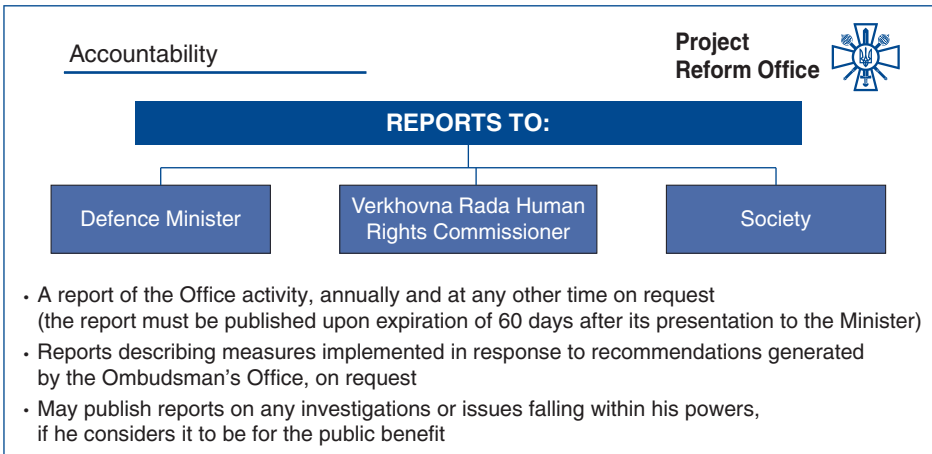 Accountability
Project
Reform Office
REPORTS TO:
Defence Minister
Verkhovna Rada Human
Rights Commissioner
Society
• A report of the Office activity, annually and at any other time on request
(the report must be published upon expiration of 60 days after its presentation to the Minister)
• Reports describing measures implemented in response to recommendations generated
by the Ombudsman's Office, on request
• May publish reports on any investigations or issues falling within his powers,
if he considers it to be for the public benefit